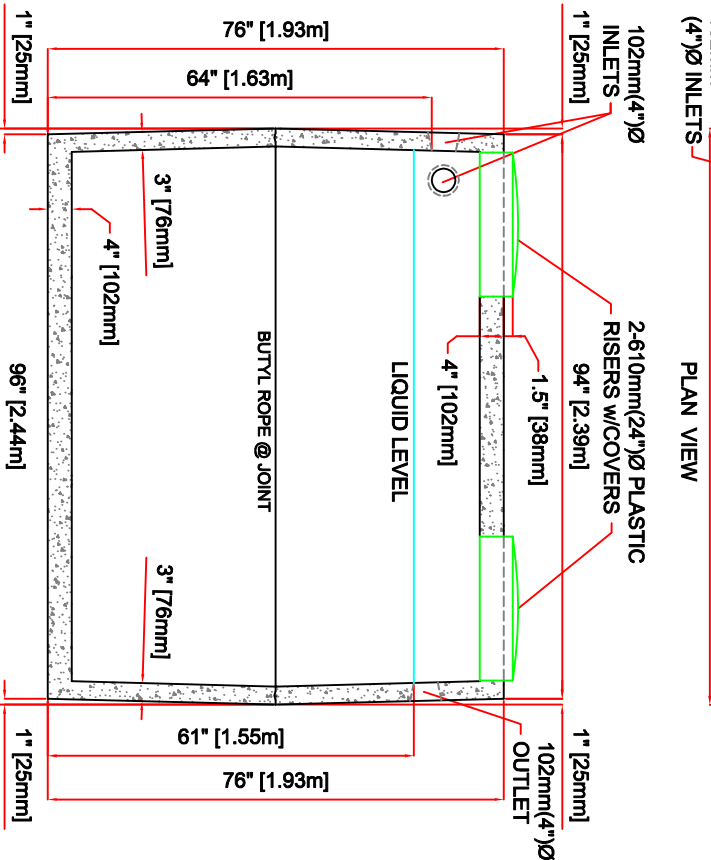 (4")Ø INLETS
PLAN VIEW
1" [25mm]
76" [1.93m]
64" [1.63m]
1" [25mm]
102mm(4")Ø
INLETS
2-610mm(24")Ø PLASTIC
RISERS w/COVERS
94" [2.39m]
1.5" [38mm]
4" [102mm]
LIQUID LEVEL
BUTYL ROPE @ JOINT
3" [76mm]
4" [102mm]
3" [76mm]
96" [2.44m]
1" [25mm]
102mm(4")Ø
OUTLET
61" [1.55m]
76" [1.93m]
1" [25mm]